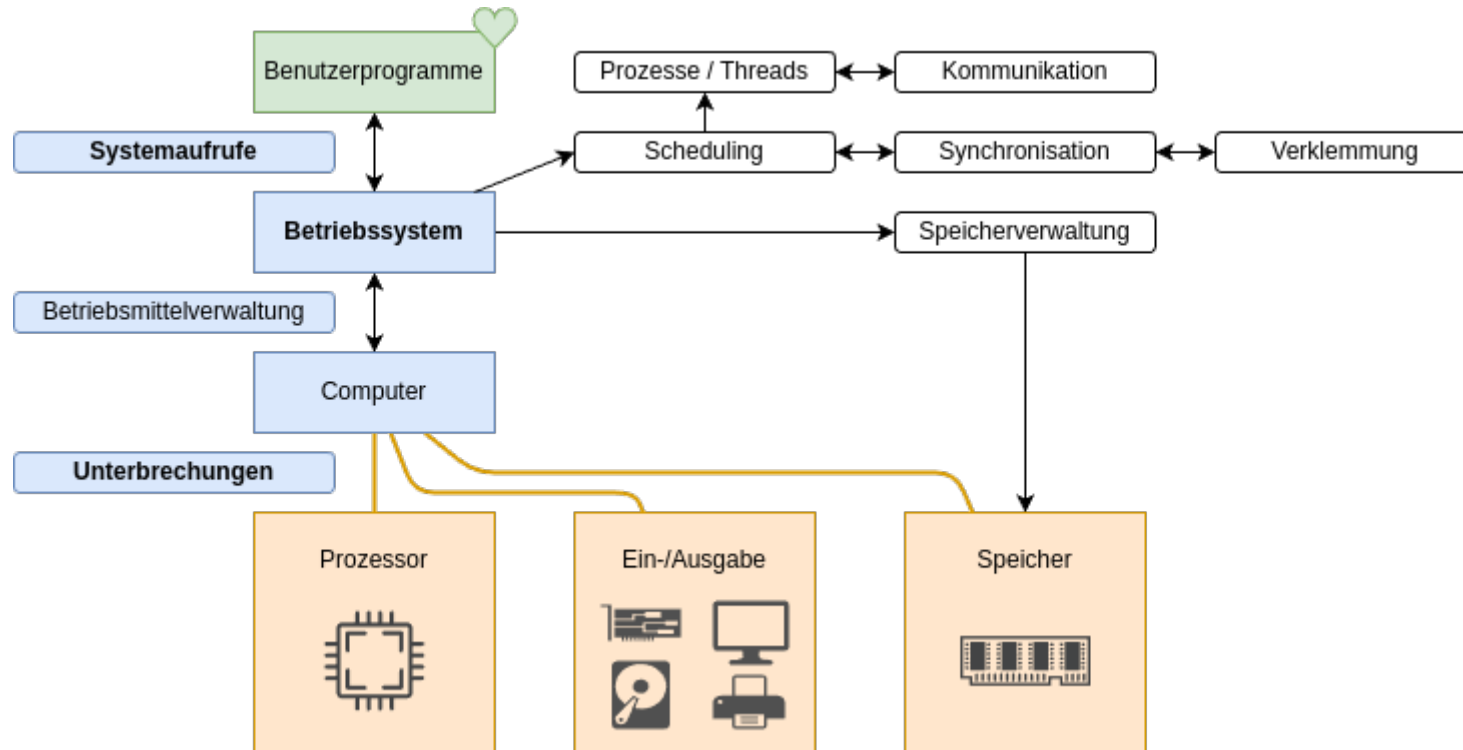 Benutzerprogramme
Prozesse / Threads
Kommunikation
Systemaufrufe
Scheduling
Synchronisation
Verklemmung
Betriebssystem
Speicherverwaltung
Betriebsmittelverwaltung
Computer
Unterbrechungen
Prozessor
Ein-/Ausgabe
Speicher